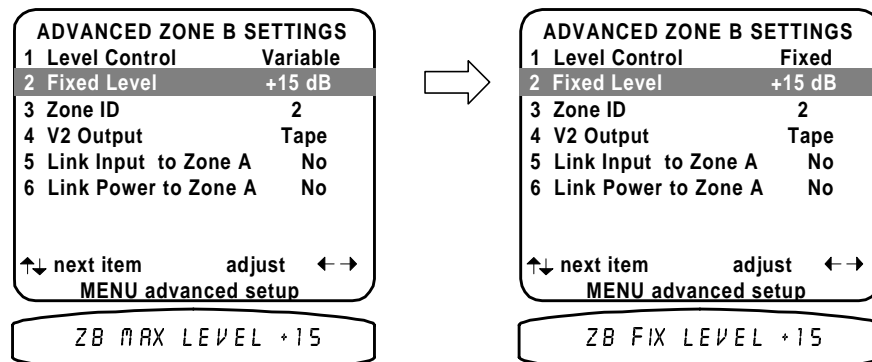 ADVANCED ZONE B SETTINGS
1 Level Control Variable
2 Fixed Level +15 dB
3 Zone ID 2
4 V2 Output Tape
5 Link Input to Zone A No
6 Link Power to Zone A No
↑↓ next item adjust ←→
MENU advanced setup
ZB MAX LEVEL +15
ADVANCED ZONE B SETTINGS
1 Level Control Fixed
2 Fixed Level +15 dB
3 Zone ID 2
4 V2 Output Tape
5 Link Input to Zone A No
6 Link Power to Zone A No
↑↓ next item adjust ←→
MENU advanced setup
ZB FIX LEVEL +15